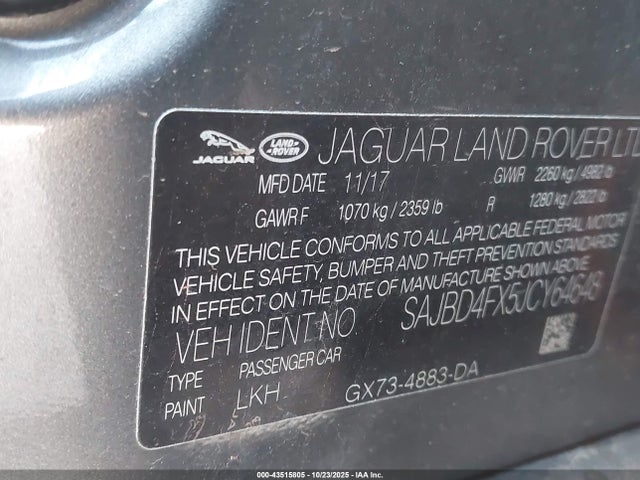 JAGUAR LAND-ROVER JAGUAR LAND ROVER LTD
MFD DATE 11/17 GVWR 2260 kg / 4982 lb
GAWR F 1070 kg / 2359 lb R 1280 kg / 2822 lb
THIS VEHICLE CONFORMS TO ALL APPLICABLE FEDERAL MOTOR
VEHICLE SAFETY, BUMPER AND THEFT PREVENTION STANDARDS
IN EFFECT ON THE DATE OF MANUFACTURE SHOWN ABOVE.
VEH IDENT NO SAJBD4FX5JCY64648
TYPE PASSENGER CAR
PAINT LKH GX73-4883-DA
000-43515805 - 10/23/2025 - IAAI Copart